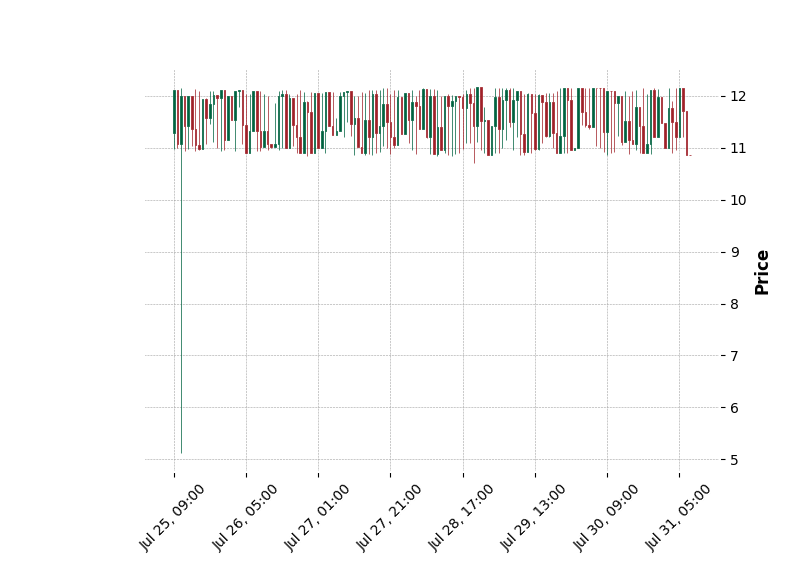 12
11
10
9
8
7
6
5
Price
Jul 25, 09:00
Jul 26, 05:00
Jul 27, 01:00
Jul 27, 21:00
Jul 28, 17:00
Jul 29, 13:00
Jul 30, 09:00
Jul 31, 05:00